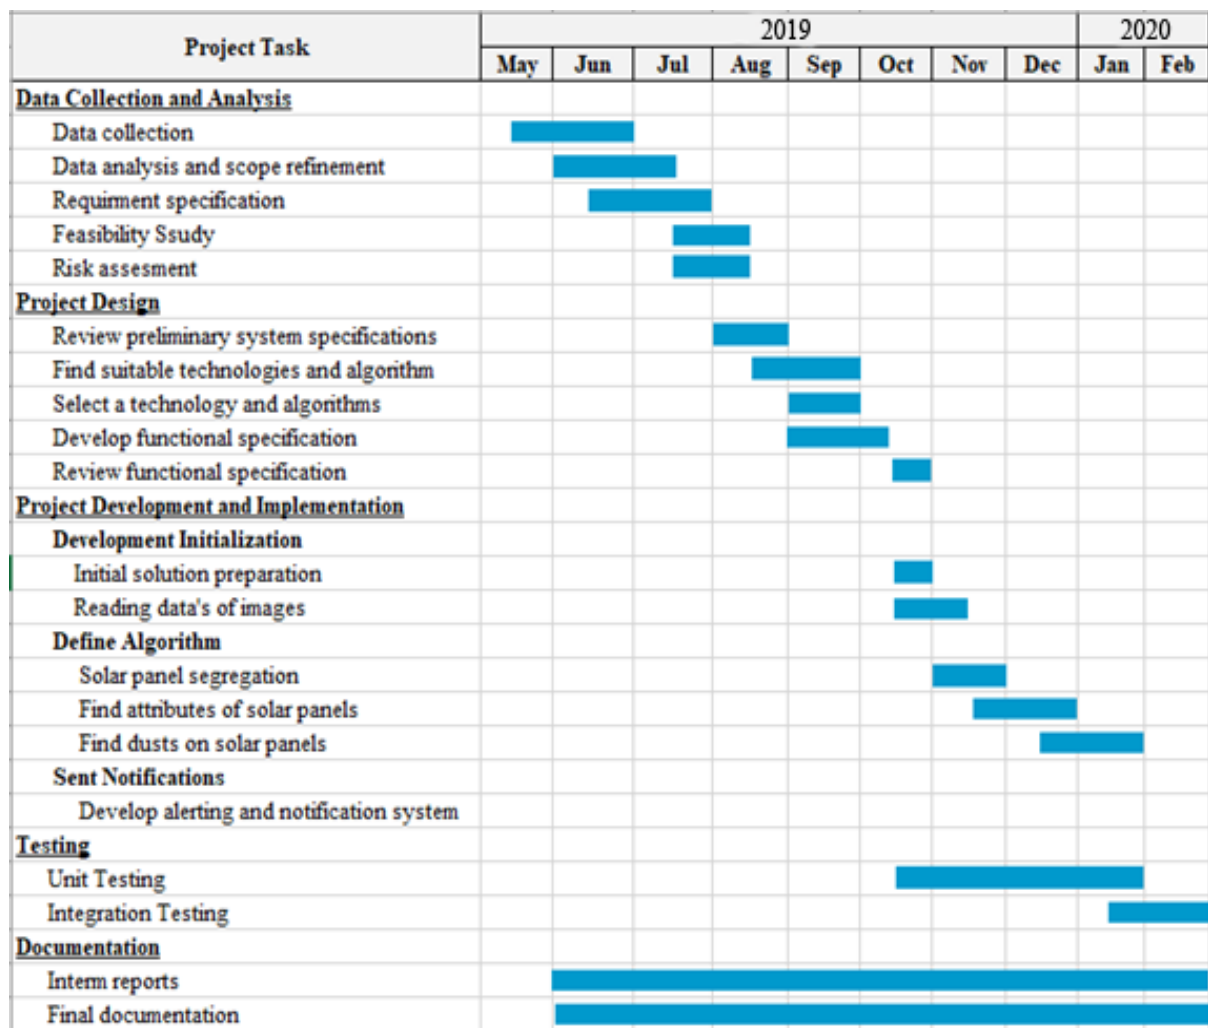 Project Task
2019 2020
May Jun Jul Aug Sep Oct Nov Dec Jan Feb
Data Collection and Analysis
Data collection
Data analysis and scope refinement
Requirment specification
Feasibility Ssudy
Risk assesment
Project Design
Review preliminary system specifications
Find suitable technologies and algorithm
Select a technology and algorithms
Develop functional specification
Review functional specification
Project Development and Implementation
Development Initialization
Initial solution preparation
Reading data's of images
Define Algorithm
Solar panel segregation
Find attributes of solar panels
Find dusts on solar panels
Sent Notifications
Develop alerting and notification system
Testing
Unit Testing
Integration Testing
Documentation
Interm reports
Final documentation